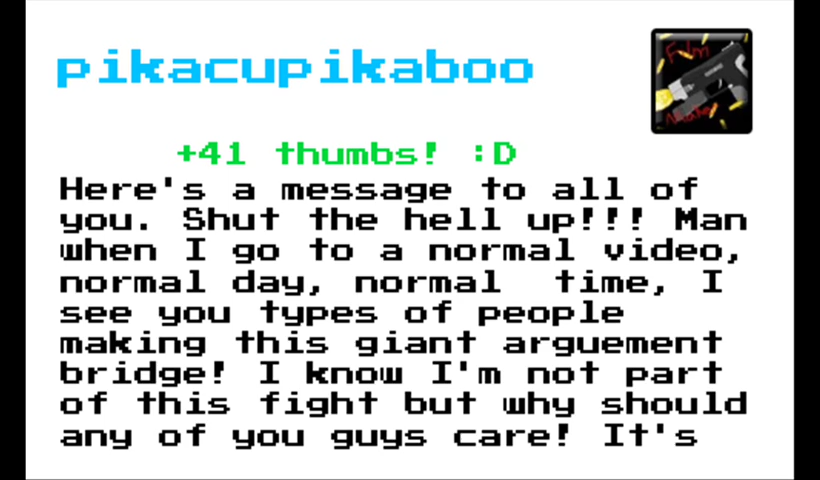 pikacupikaboo
Film
+41 thumbs! :D
Here's a message to all of
you. Shut the hell up!!! Man
when I go to a normal video,
normal day, normal  time, I
see you types of people
making this giant arguement
bridge! I know I'm not part
of this fight but why should
any of you guys care! It's